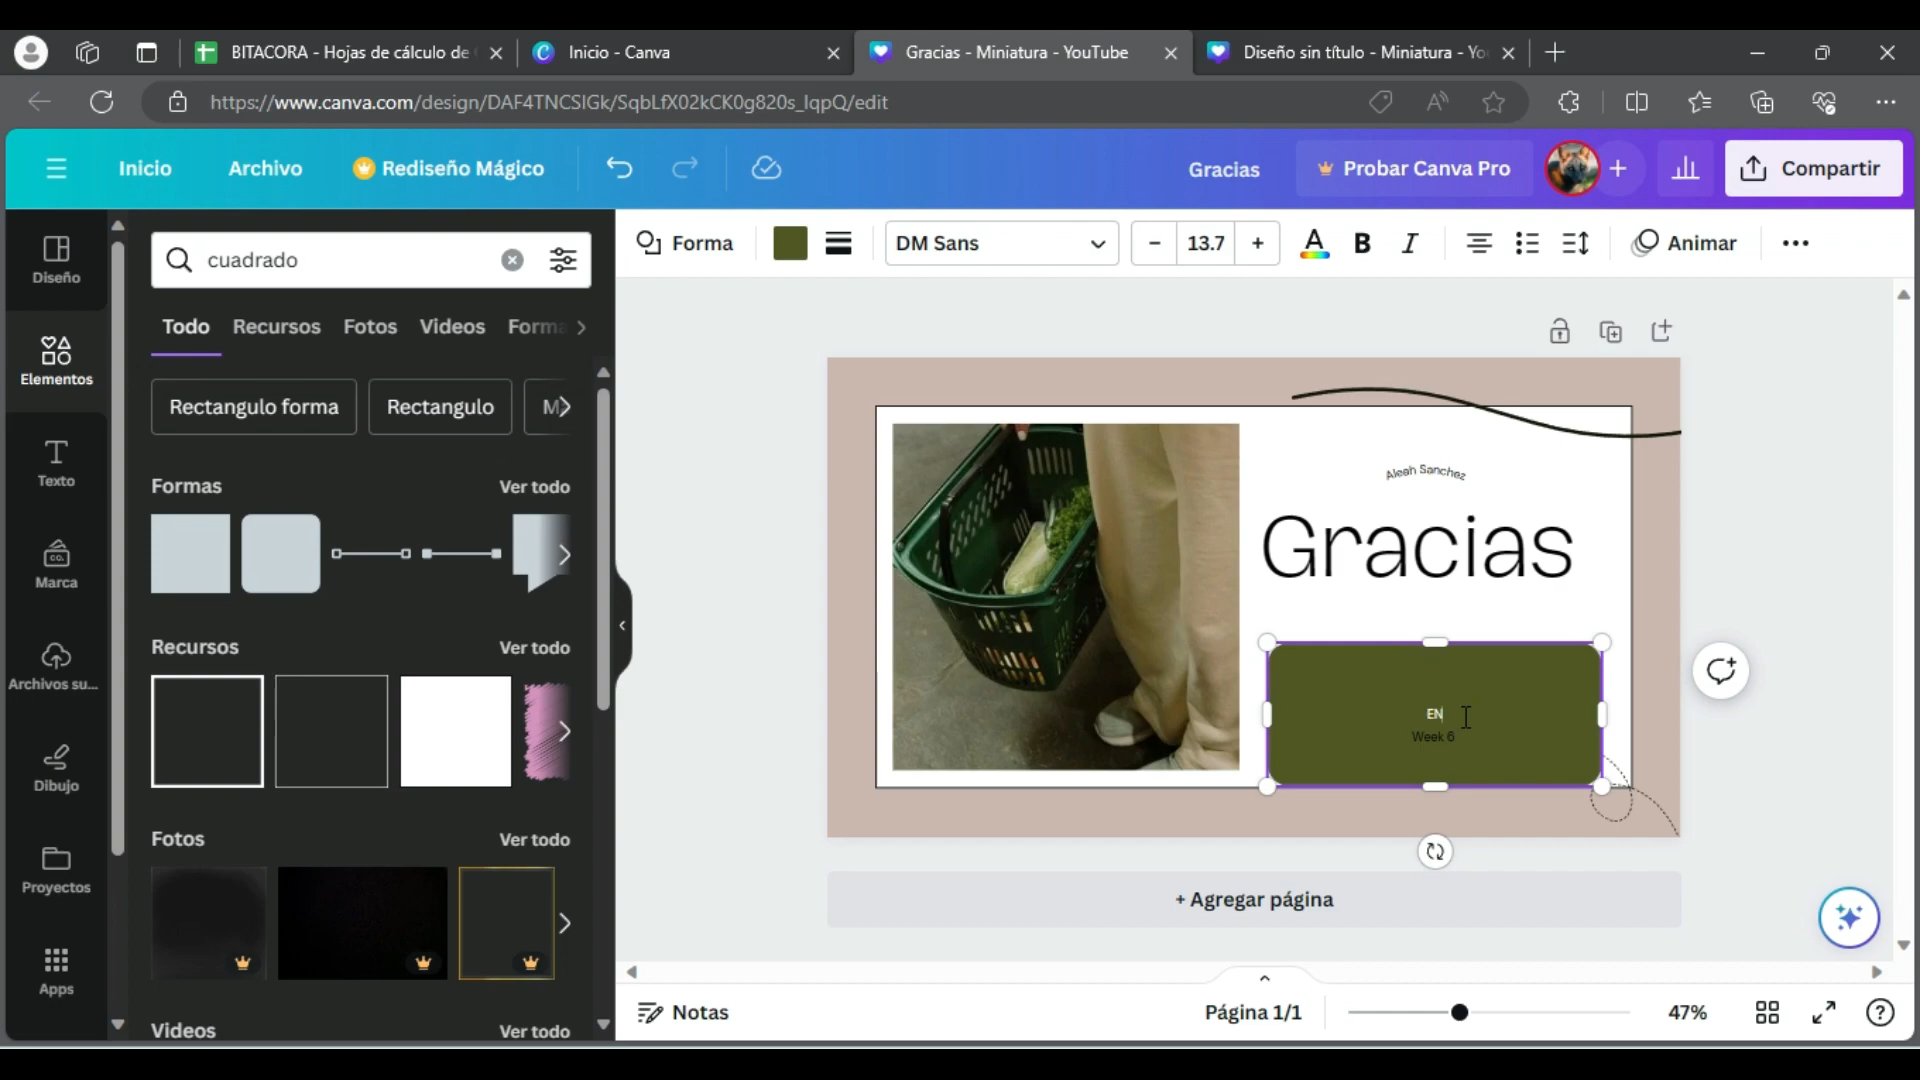 BITACORA - Hojas de cálculo de
Inicio - Canva
Gracias - Miniatura - YouTube
Diseño sin título - Miniatura - Yo
https://www.canva.com/design/DAF4TNCSIGk/SqbLfX02kCK0g820s_IqpQ/edit
Inicio
Archivo
Rediseño Mágico
Gracias
Probar Canva Pro
Compartir
Diseño
Elementos
Texto
Marca
Archivos su...
Dibujo
Proyectos
Apps
cuadrado
Todo
Recursos
Fotos
Videos
Forma
Rectangulo forma
Rectangulo
M
Formas
Ver todo
Recursos
Ver todo
Fotos
Ver todo
Videos
Ver todo
Forma
DM Sans
- 13.7 +
A
B
I
Animar
Aleah Sanchez
Gracias
EN
Week 6
+ Agregar página
Notas
Página 1/1
47%